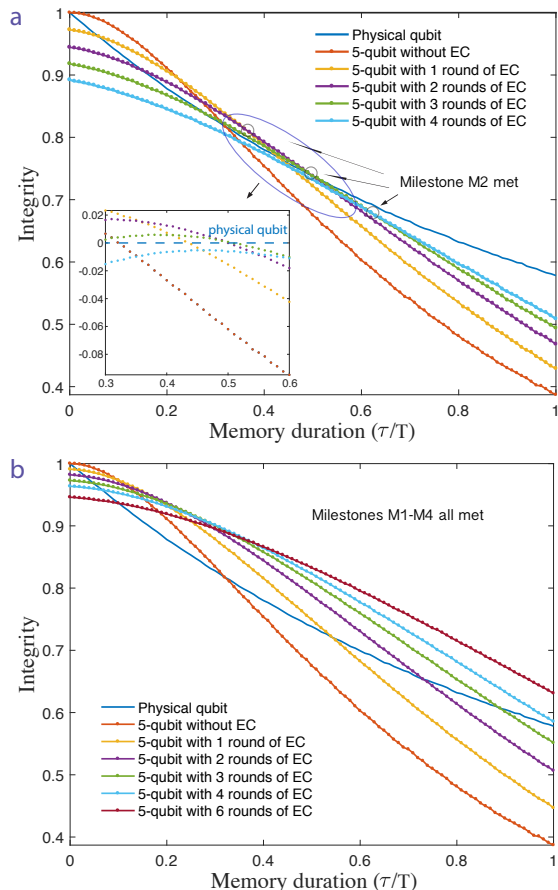 a
1
0.9
0.8
0.7
0.6
0.5
0.4
Integrity
Physical qubit
5-qubit without EC
5-qubit with 1 round of EC
5-qubit with 2 rounds of EC
5-qubit with 3 rounds of EC
5-qubit with 4 rounds of EC
Milestone M2 met
0.02
0
-0.02
-0.04
-0.06
-0.08
physical qubit
0.3 0.4 0.5 0.6
0 0.2 0.4 0.6 0.8 1
Memory duration (τ/T)
b
1
0.9
0.8
0.7
0.6
0.5
0.4
Integrity
Milestones M1-M4 all met
Physical qubit
5-qubit without EC
5-qubit with 1 round of EC
5-qubit with 2 rounds of EC
5-qubit with 3 rounds of EC
5-qubit with 4 rounds of EC
5-qubit with 6 rounds of EC
0 0.2 0.4 0.6 0.8 1
Memory duration (τ/T)